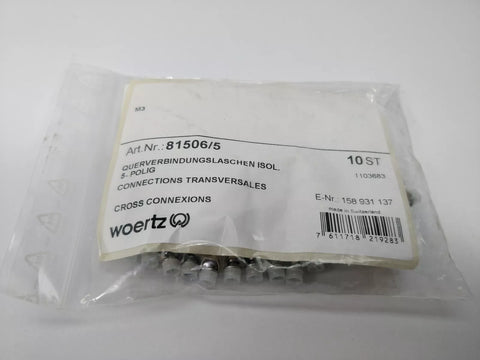 M3
Art.Nr.: 81506/5
10 ST
QUERVERBINDUNGSLASCHEN ISOL.
5. POLIG
1103683
CONNECTIONS TRANSVERSALES
E-Nr.: 158 931 137
CROSS CONNEXIONS
made in Switzerland
woertz
7 611718 219283